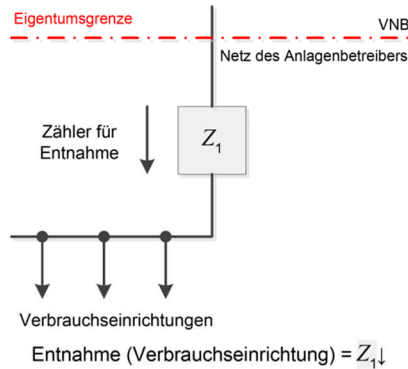 Eigentumsgrenze
VNB
Netz des Anlagenbetreibers
Zähler für
Entnahme
Z₁
Verbrauchseinrichtungen
Entnahme (Verbrauchseinrichtung) = Z₁↓